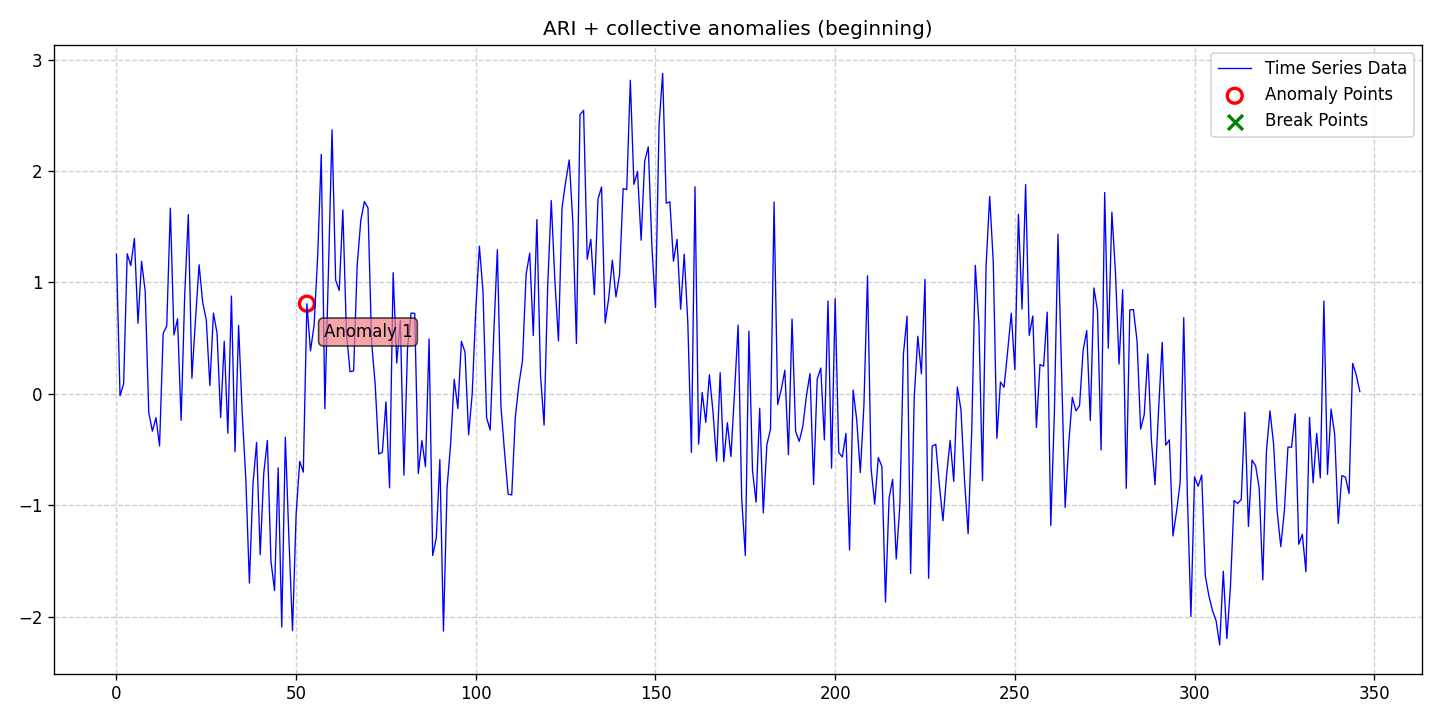 ARI + collective anomalies (beginning)
Time Series Data
Anomaly Points
Break Points
Anomaly 1
3
2
1
0
−1
−2
0 50 100 150 200 250 300 350